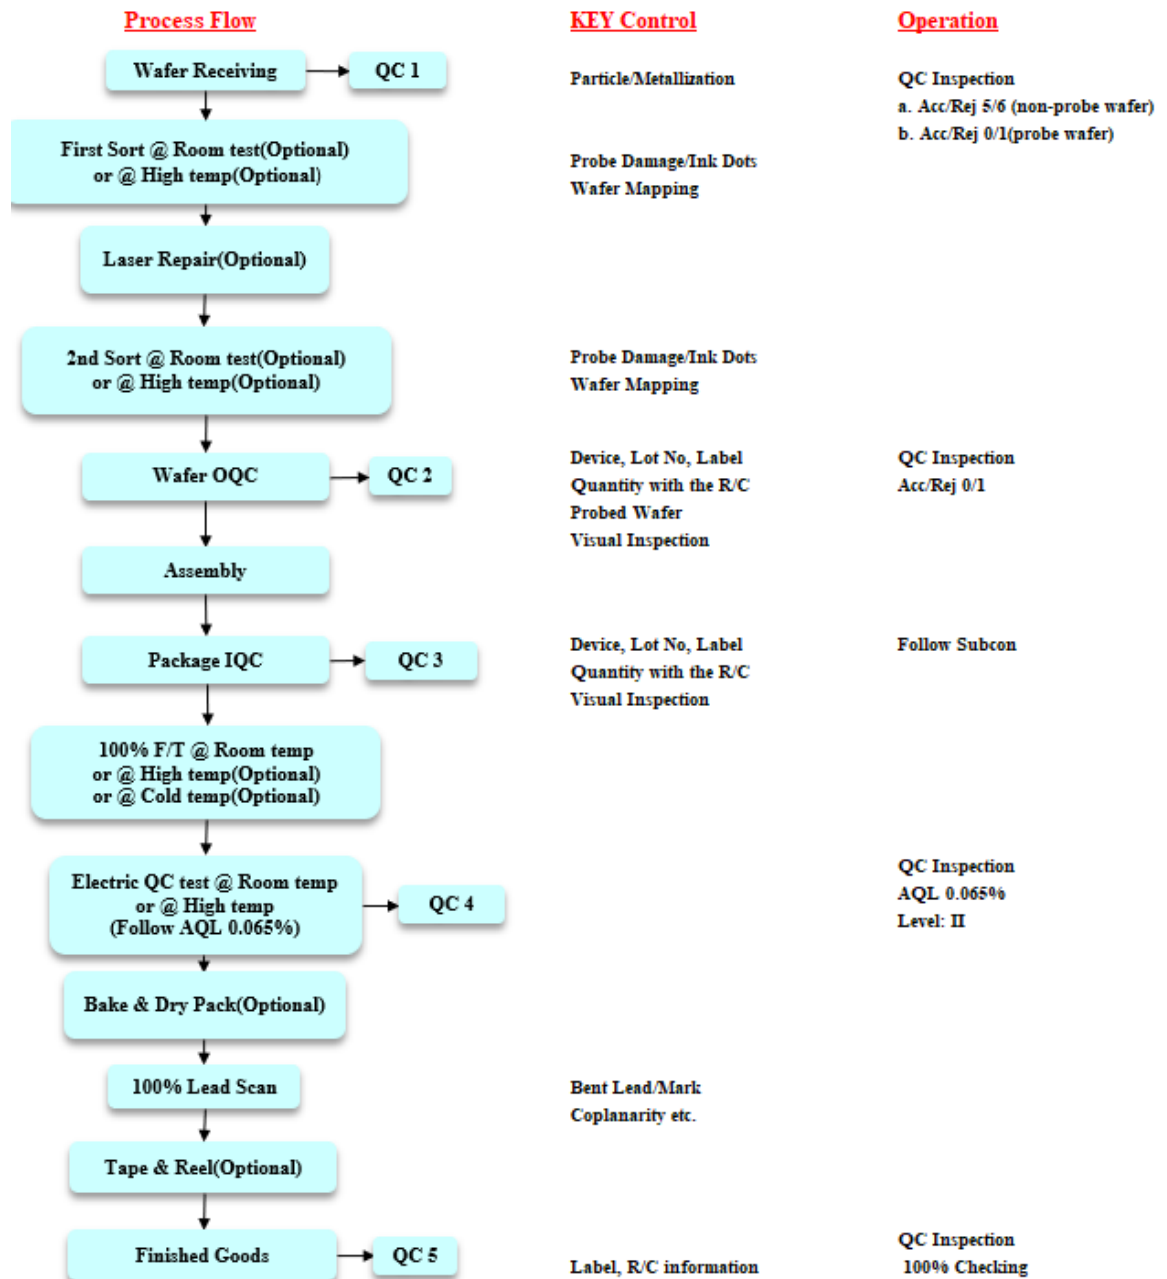 Process Flow
KEY Control
Operation
Wafer Receiving
QC 1
Particle/Metallization
QC Inspection
a. Acc/Rej 5/6 (non-probe wafer)
b. Acc/Rej 0/1(probe wafer)
First Sort @ Room test(Optional)
or @ High temp(Optional)
Probe Damage/Ink Dots
Wafer Mapping
Laser Repair(Optional)
2nd Sort @ Room test(Optional)
or @ High temp(Optional)
Probe Damage/Ink Dots
Wafer Mapping
Wafer OQC
QC 2
Device, Lot No, Label
Quantity with the R/C
Probed Wafer
Visual Inspection
QC Inspection
Acc/Rej 0/1
Assembly
Package IQC
QC 3
Device, Lot No, Label
Quantity with the R/C
Visual Inspection
Follow Subcon
100% F/T @ Room temp
or @ High temp(Optional)
or @ Cold temp(Optional)
Electric QC test @ Room temp
or @ High temp
(Follow AQL 0.065%)
QC 4
QC Inspection
AQL 0.065%
Level: II
Bake & Dry Pack(Optional)
100% Lead Scan
Bent Lead/Mark
Coplanarity etc.
Tape & Reel(Optional)
Finished Goods
QC 5
Label, R/C information
QC Inspection
100% Checking